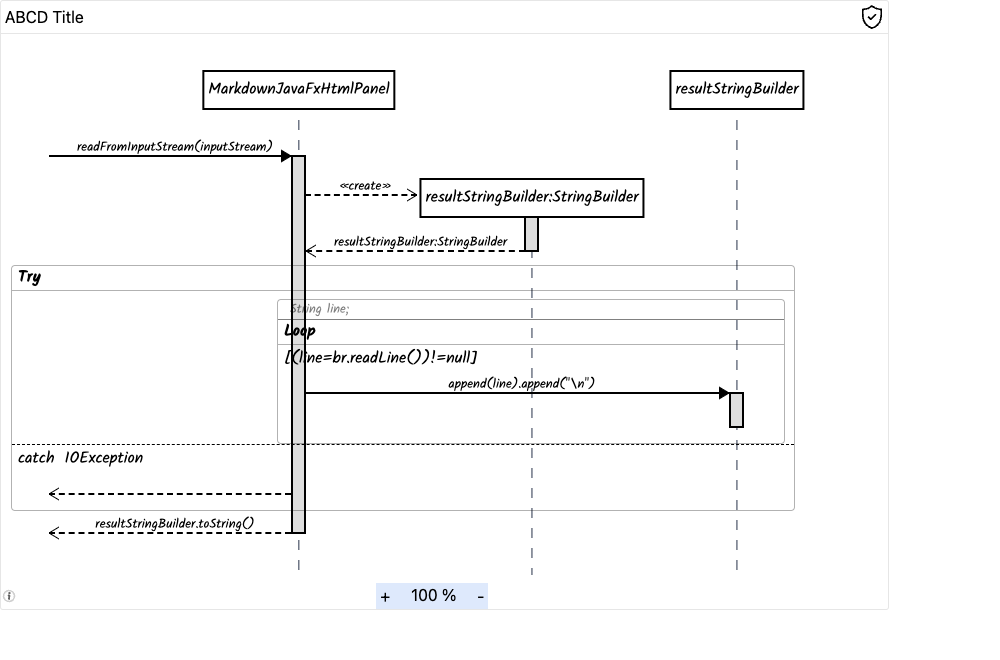 ABCD Title
MarkdownJavaFxHtmlPanel
resultStringBuilder
readFromInputStream(inputStream)
«create»
resultStringBuilder:StringBuilder
resultStringBuilder:StringBuilder
Try
String line;
Loop
[(line=br.readLine())!=null]
append(line).append("\n")
catch IOException
resultStringBuilder.toString()
+ 100 % -